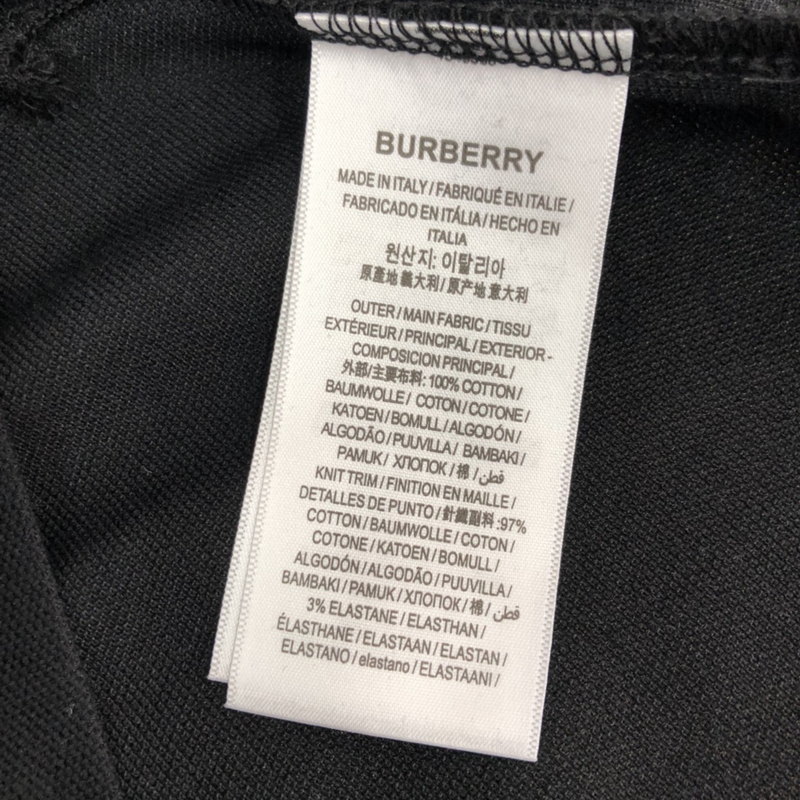 BURBERRY
MADE IN ITALY / FABRIQUÉ EN ITALIE /
FABRICADO EN ITÁLIA / HECHO EN
ITALIA
원산지: 이탈리아
原產地 義大利 / 原产地 意大利
OUTER / MAIN FABRIC / TISSU
EXTÉRIEUR / PRINCIPAL / EXTERIOR -
COMPOSICION PRINCIPAL /
外部/主要布料: 100% COTTON /
BAUMWOLLE / COTON / COTONE /
KATOEN / BOMULL / ALGODÓN /
ALGODÃO / PUUVILLA / BAMBAKI /
PAMUK / ХЛОПОК / 棉 / قطن /
KNIT TRIM / FINITION EN MAILLE /
DETALLES DE PUNTO / 針織副料 :97%
COTTON / BAUMWOLLE / COTON /
COTONE / KATOEN / BOMULL /
ALGODÓN / ALGODÃO / PUUVILLA /
BAMBAKI / PAMUK / ХЛОПОК / 棉 / قطن /
3% ELASTANE / ELASTHAN /
ÉLASTHANE / ELASTAAN / ELASTAN /
ELASTANO / elastano / ELASTAANI /